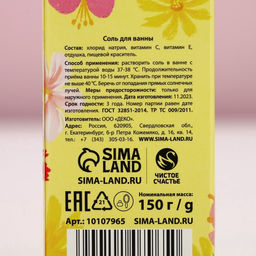 Соль для ванны
Состав: хлорид натрия, витамин С, витамин Е,
отдушка, пищевой краситель.
Способ применения: растворить соль в ванне с
температурой воды 37-38 °С. Продолжительность
приёма ванны 10-15 минут. Хранить при температуре
не выше 40 °С. Беречь от попадания прямых солнечных
лучей. Меры предосторожности: только для
наружного применения. Дата изготовления: 11.2023.
Срок годности: 3 года. Номер партии равен дате
изготовления. ГОСТ 32851-2014, ТР ТС 009/2011.
Изготовитель: ООО «ДЕКО».
Адрес: Россия, 620905, Свердловская обл.,
г. Екатеринбург, с/т Петра Кожемяко, д. 16, кв. 14,
тел.: +7 (343) 305-03-16.
SIMA
LAND
SIMA-LAND.RU
ЧИСТОЕ
СЧАСТЬЕ
EAC
21
Номинальная масса:
150 г / g
Арт.: 10107965
SIMA-LAND.RU